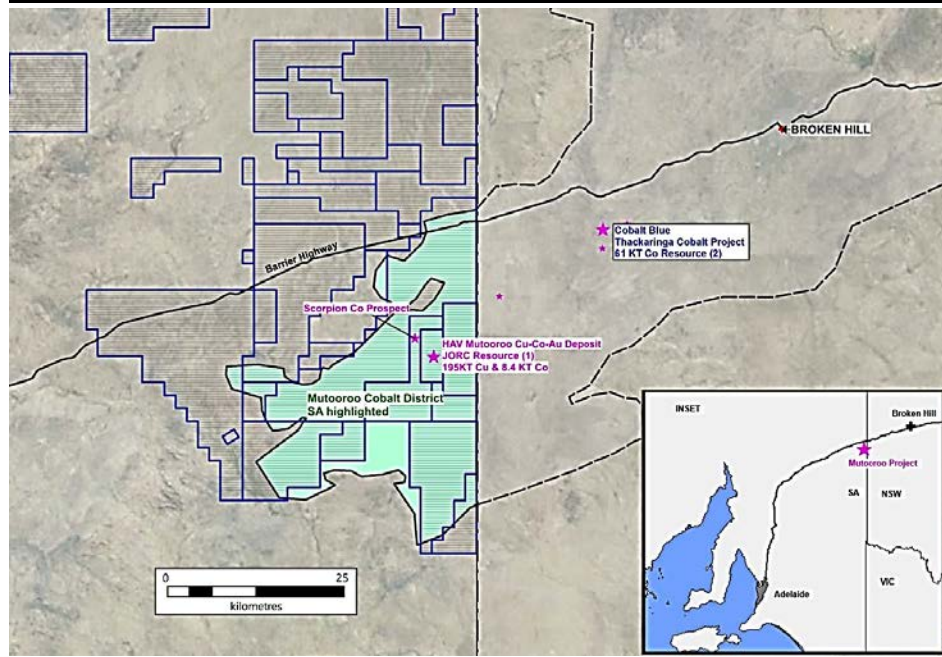 BROKEN HILL
Cobalt Blue
Thackaringa Cobalt Project
61 KT Co Resource (2)
Barrier Highway
Scorpion Co Prospect
HAV Mutooroo Cu-Co-Au Deposit
JORC Resource (1)
195KT Cu & 8.4 KT Co
Mutooroo Cobalt District
SA highlighted
0 25
kilometres
INSET
Broken Hill
Mutooroo Project
SA
NSW
VIC
Adelaide